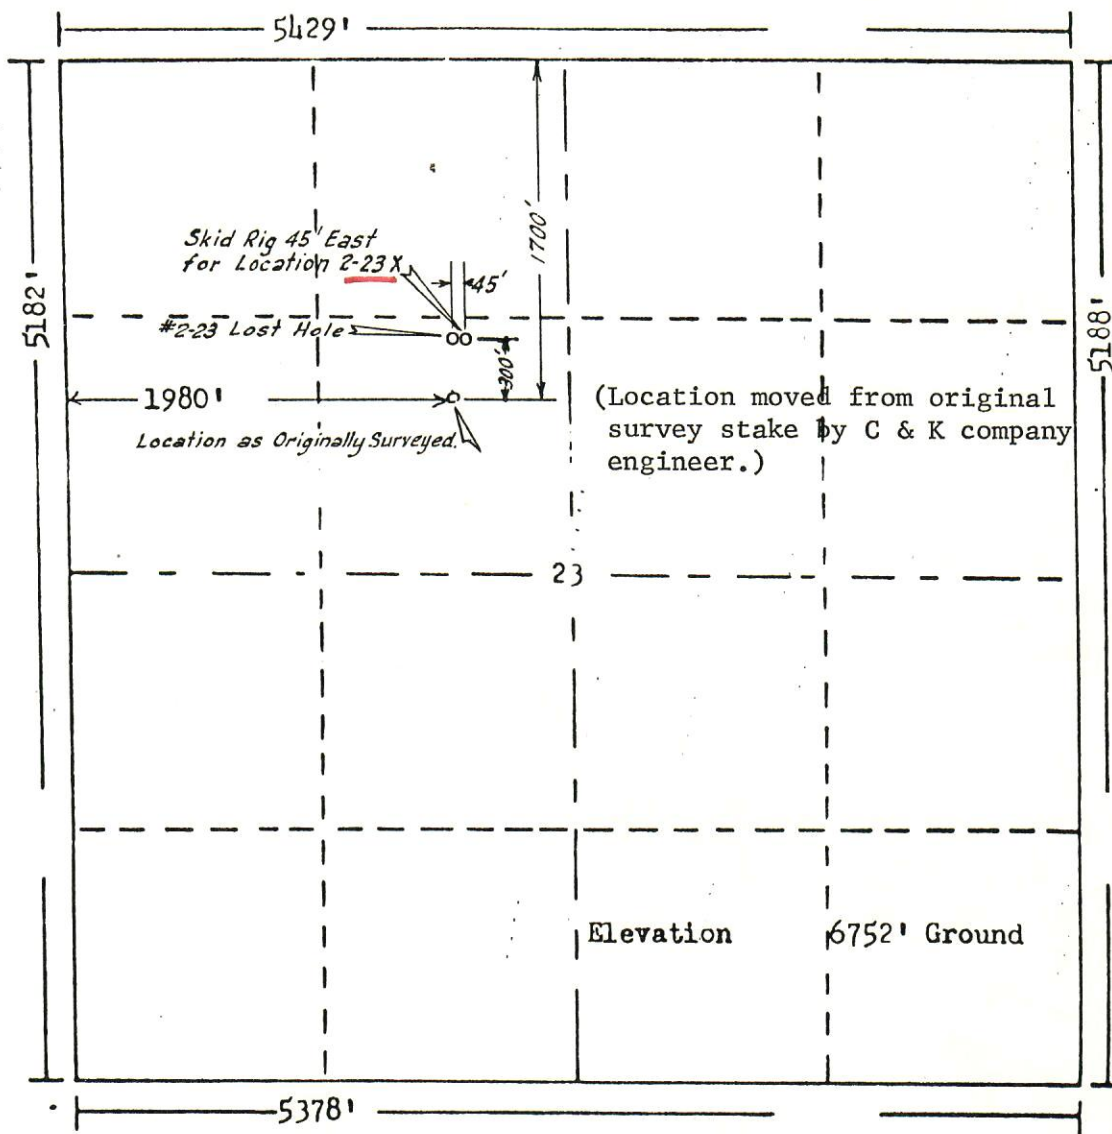 5429'
5182'
1700'
Skid Rig 45' East
for Location 2-23X
45'
#2-23 Lost Hole
300'
5188'
1980'
(Location moved from original
survey stake by C & K company
engineer.)
Location as Originally Surveyed.
23
Elevation 6752' Ground
5378'